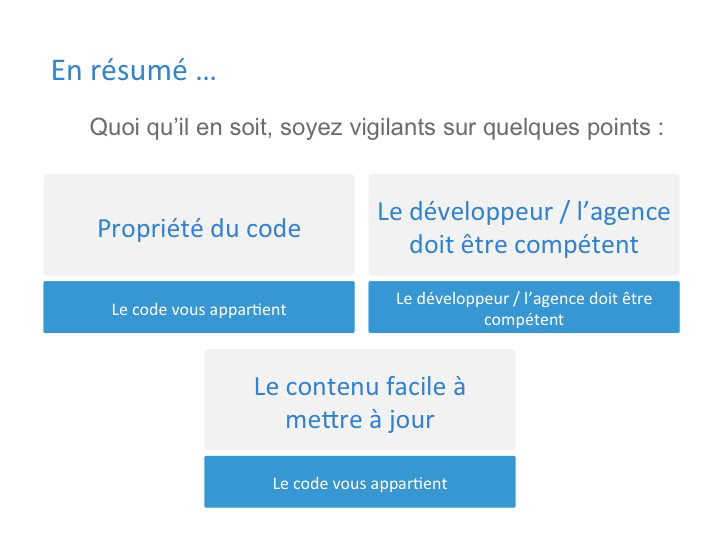 En résumé ...
Quoi qu’il en soit, soyez vigilants sur quelques points :
Propriété du code
Le développeur / l’agence
doit être compétent
Le code vous appartient
Le développeur / l’agence doit être
compétent
Le contenu facile à
mettre à jour
Le code vous appartient